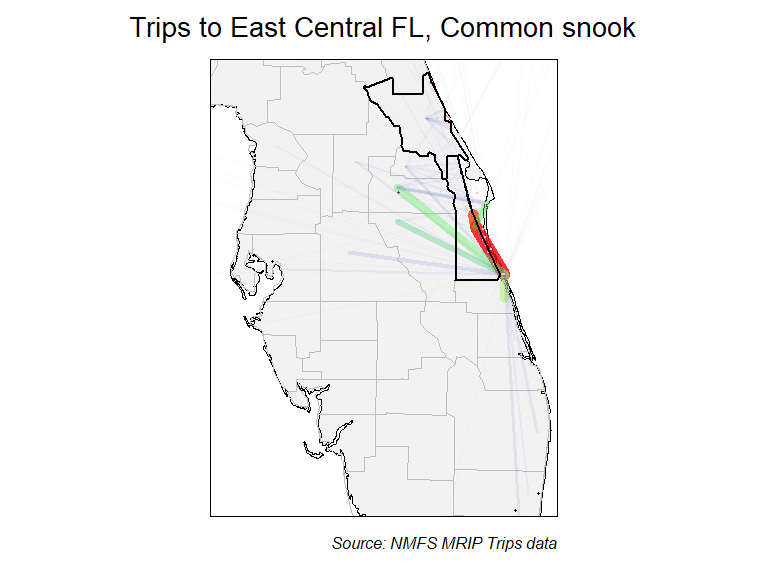 Trips to East Central FL, Common snook
Source: NMFS MRIP Trips data